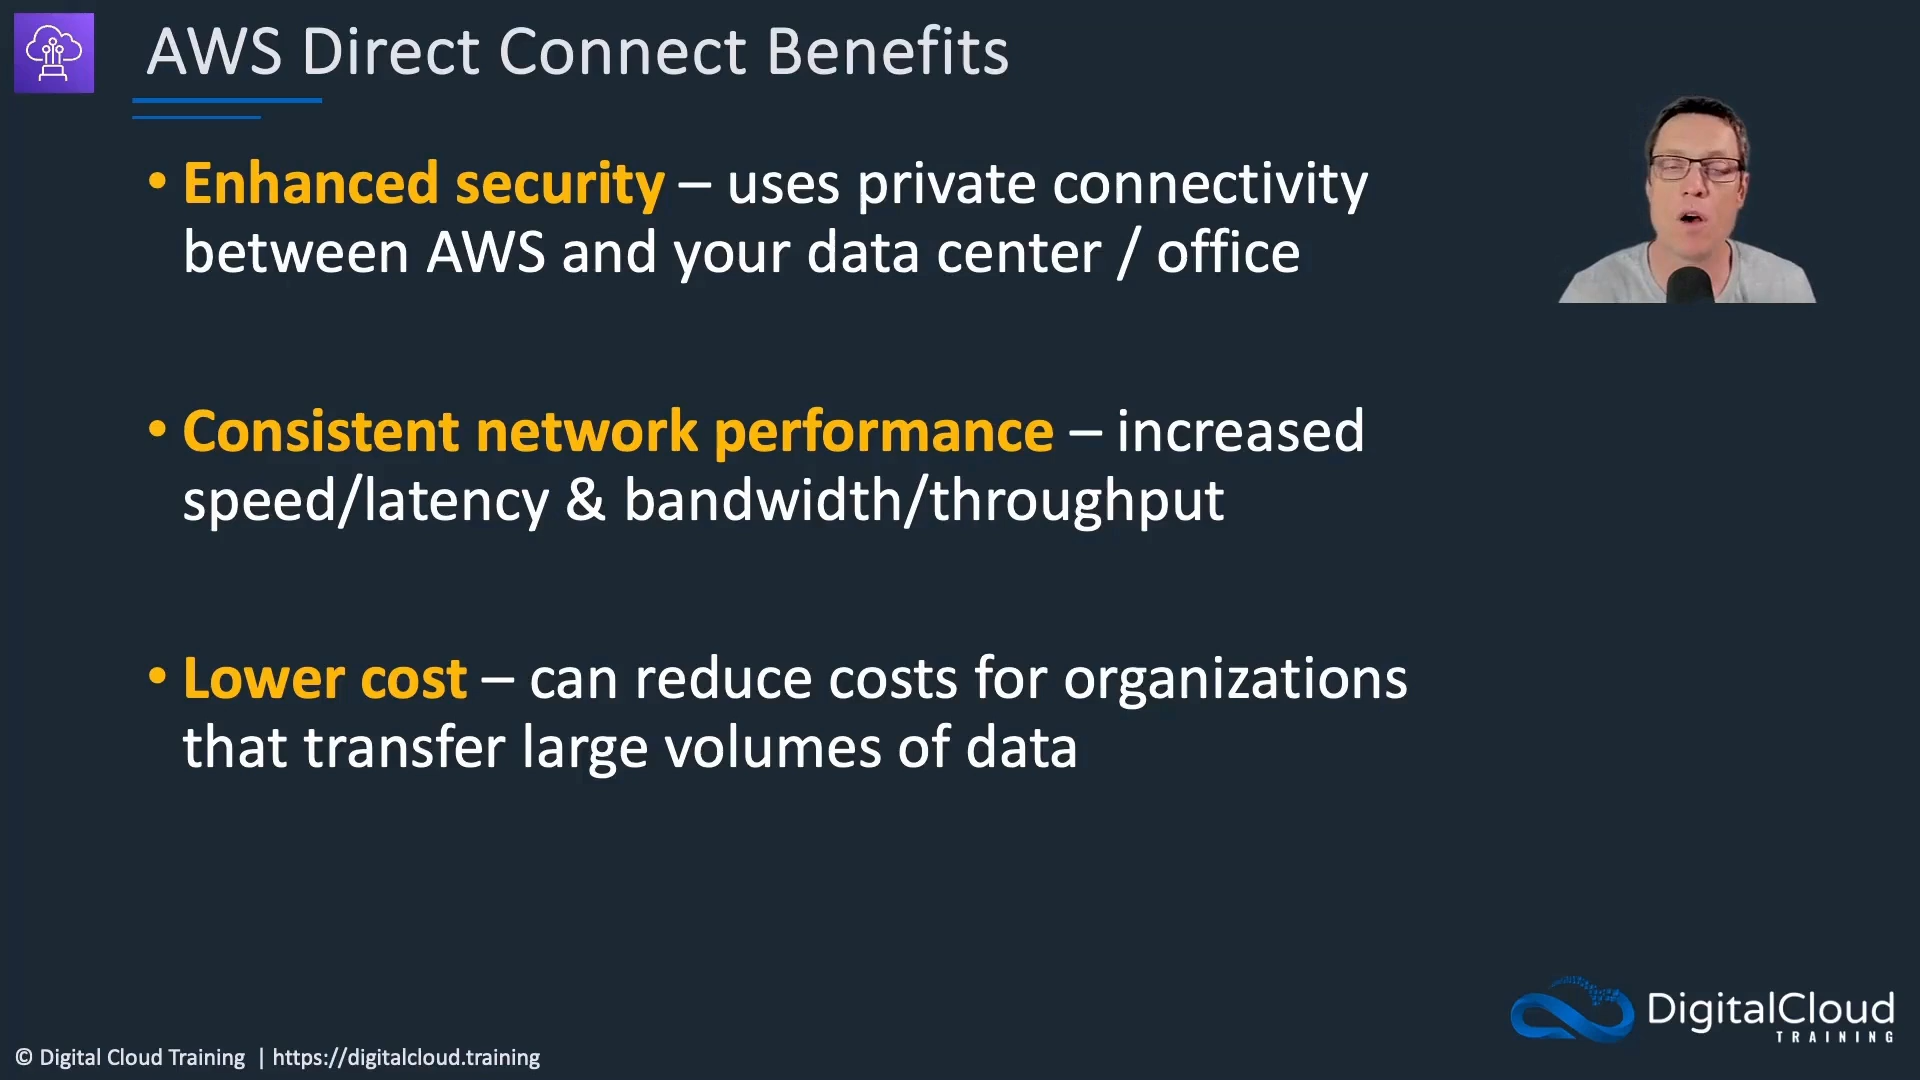 AWS Direct Connect Benefits
• Enhanced security – uses private connectivity
between AWS and your data center / office
• Consistent network performance – increased
speed/latency & bandwidth/throughput
• Lower cost – can reduce costs for organizations
that transfer large volumes of data
DigitalCloud
TRAINING
© Digital Cloud Training | https://digitalcloud.training